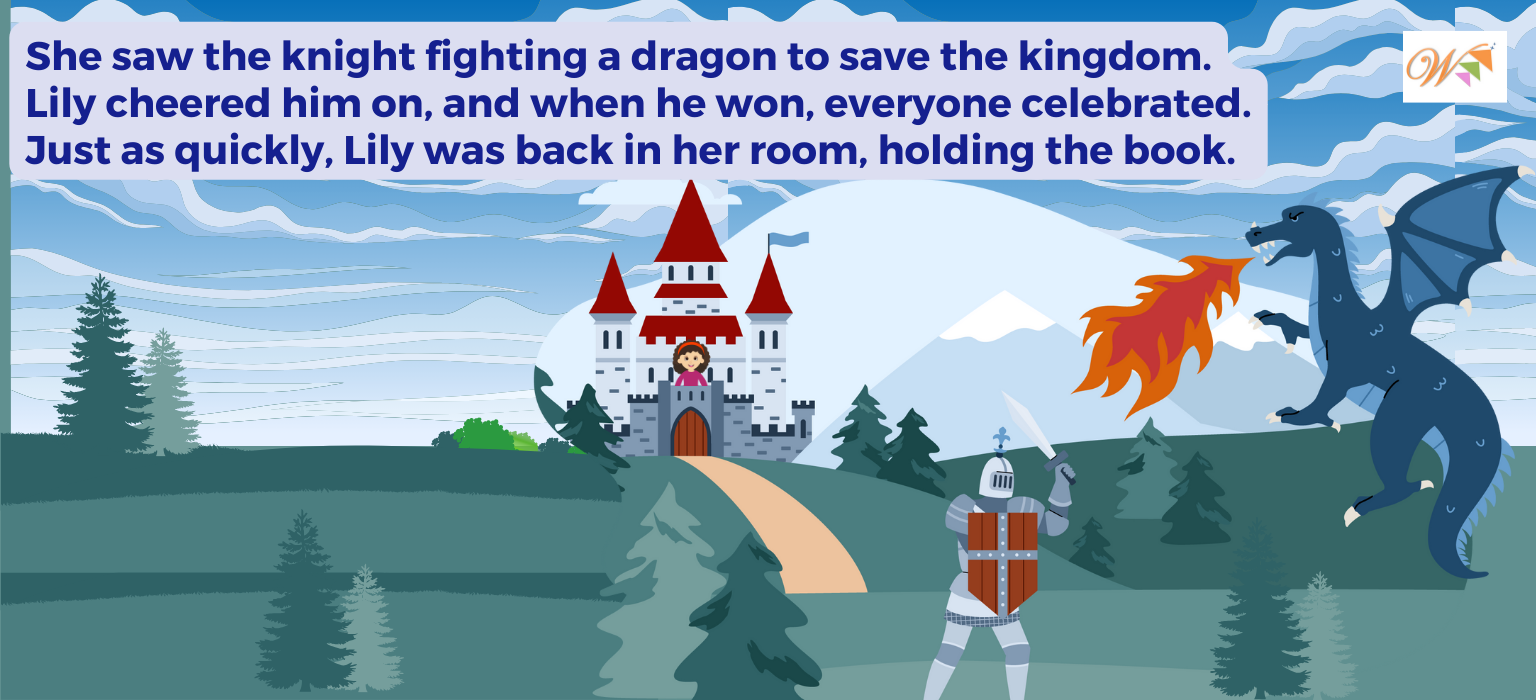 She saw the knight fighting a dragon to save the kingdom.
Lily cheered him on, and when he won, everyone celebrated.
Just as quickly, Lily was back in her room, holding the book.
W